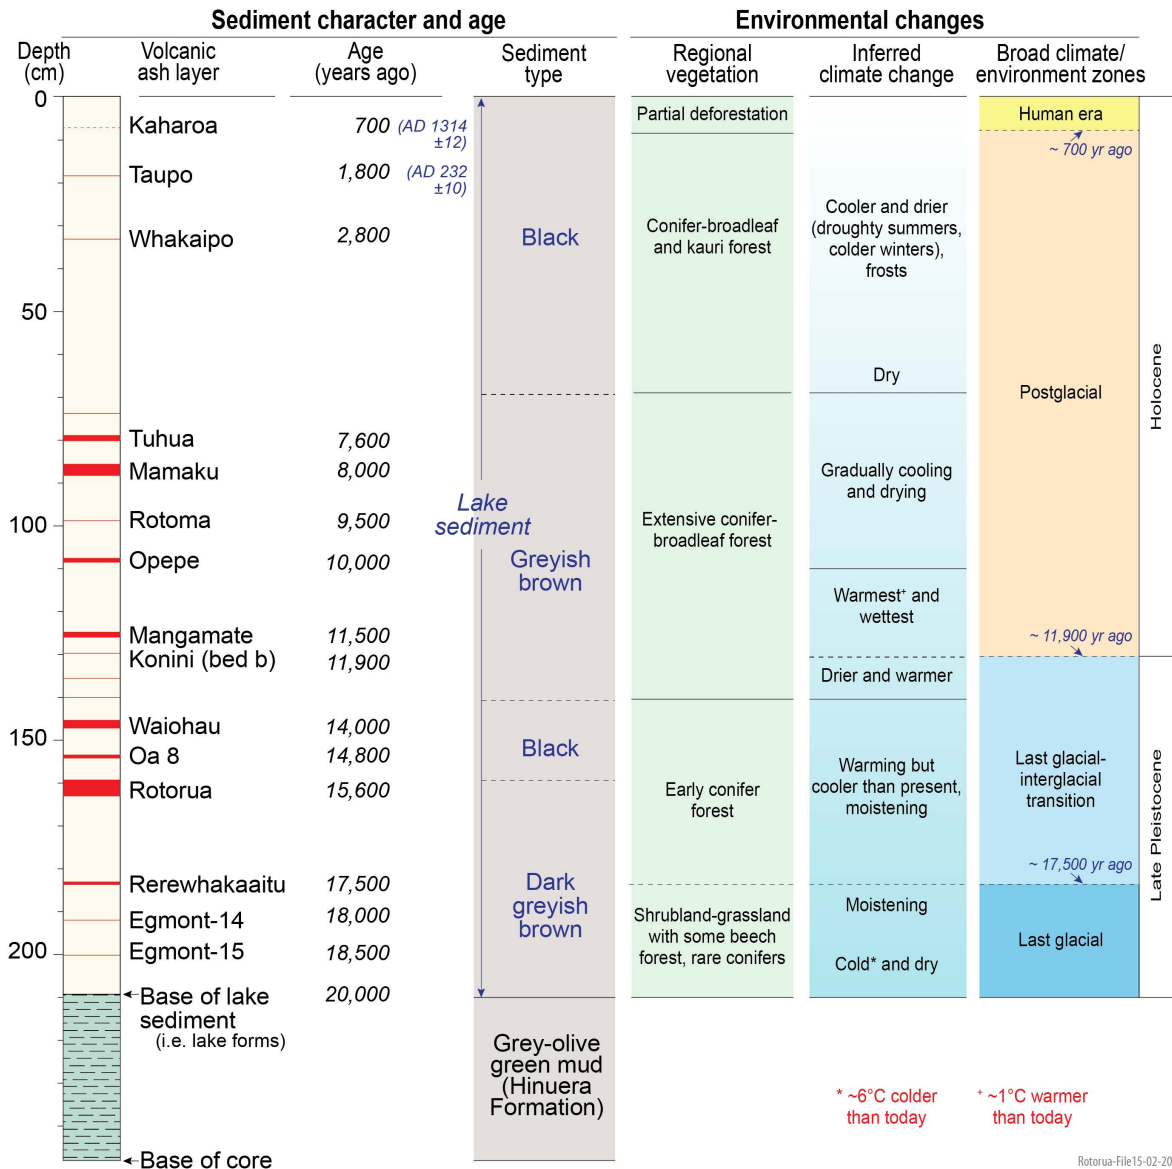 Sediment character and age
Environmental changes
Depth
(cm)
Volcanic
ash layer
Age
(years ago)
Sediment
type
Regional
vegetation
Inferred
climate change
Broad climate/
environment zones
0
50
100
150
200
Kaharoa
700 (AD 1314
±12)
Taupo
1,800 (AD 232
±10)
Whakaipo
2,800
Tuhua
7,600
Mamaku
8,000
Rotoma
9,500
Opepe
10,000
Mangamate
11,500
Konini (bed b)
11,900
Waiohau
14,000
Oa 8
14,800
Rotorua
15,600
Rerewhakaaitu
17,500
Egmont-14
18,000
Egmont-15
18,500
Base of lake
sediment
(i.e. lake forms)
20,000
Base of core
Lake
sediment
Black
Greyish
brown
Black
Dark
greyish
brown
Grey-olive
green mud
(Hinuera
Formation)
Partial deforestation
Conifer-broadleaf
and kauri forest
Extensive conifer-
broadleaf forest
Early conifer
forest
Shrubland-grassland
with some beech
forest, rare conifers
Cooler and drier
(droughty summers,
colder winters),
frosts
Dry
Gradually cooling
and drying
Warmest+ and
wettest
Drier and warmer
Warming but
cooler than present,
moistening
Moistening
Cold* and dry
Human era
~ 700 yr ago
Postglacial
~ 11,900 yr ago
Last glacial-
interglacial
transition
~ 17,500 yr ago
Last glacial
Holocene
Late Pleistocene
* ~6°C colder
than today
+ ~1°C warmer
than today
Rotorua-File15-02-20